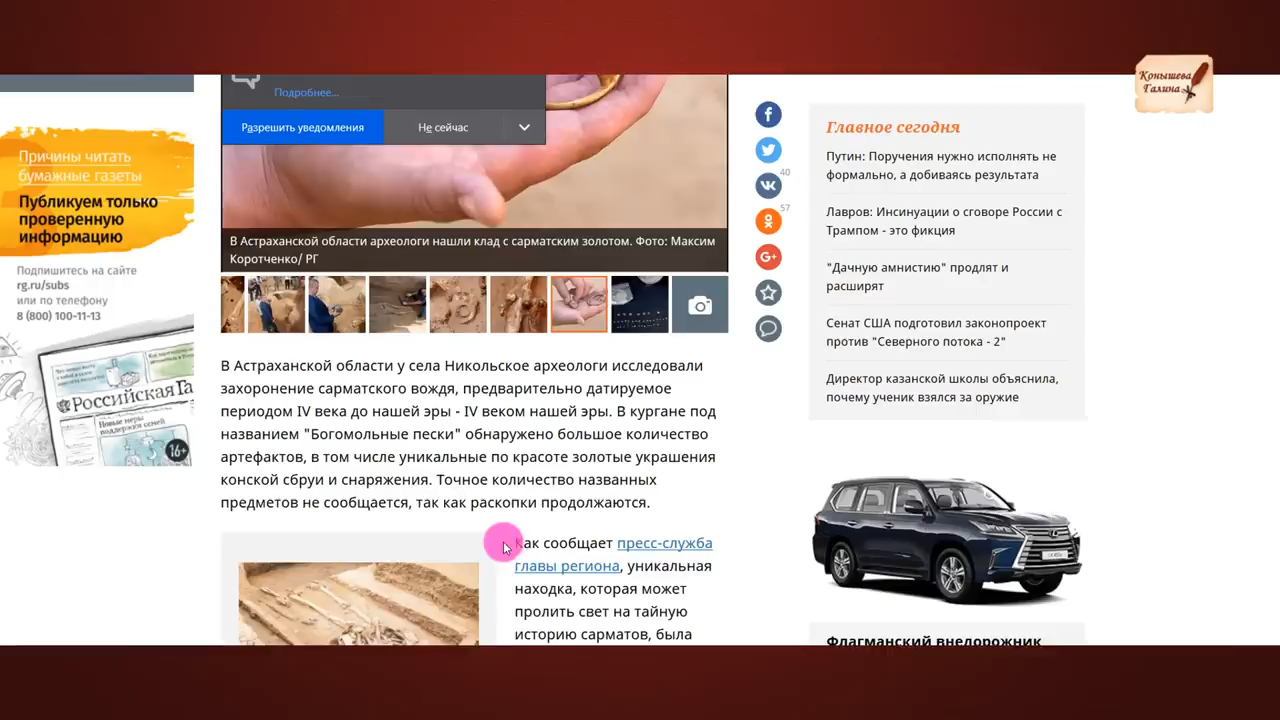 Конышева
Галина
Подробнее...
Разрешить уведомления
Не сейчас
Причины читать
бумажные газеты
Публикуем только
проверенную
информацию
Подпишитесь на сайте
rg.ru/subs
или по телефону
8 (800) 100-11-13
Российская Га
Новые меры
поддержки семей
16+
В Астраханской области археологи нашли клад с сарматским золотом. Фото: Максим
Коротченко/ РГ
В Астраханской области у села Никольское археологи исследовали
захоронение сарматского вождя, предварительно датируемое
периодом IV века до нашей эры - IV веком нашей эры. В кургане под
названием "Богомольные пески" обнаружено большое количество
артефактов, в том числе уникальные по красоте золотые украшения
конской сбруи и снаряжения. Точное количество названных
предметов не сообщается, так как раскопки продолжаются.
Как сообщает пресс-служба
главы региона, уникальная
находка, которая может
пролить свет на тайную
историю сарматов, была
40
57
G+
Главное сегодня
Путин: Поручения нужно исполнять не
формально, а добиваясь результата
Лавров: Инсинуации о сговоре России с
Трампом - это фикция
"Дачную амнистию" продлят и
расширят
Сенат США подготовил законопроект
против "Северного потока - 2"
Директор казанской школы объяснила,
почему ученик взялся за оружие
Флагманский внедорожник